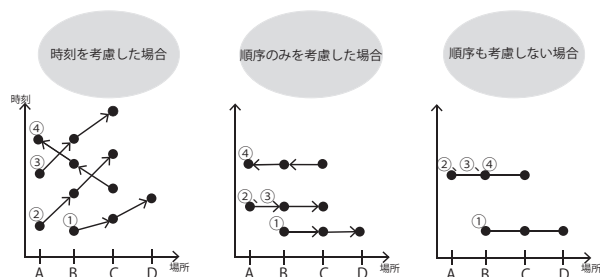 時刻を考慮した場合
順序のみを考慮した場合
順序も考慮しない場合
時刻
④
③
②
①
A B C D 場所
④
②、③、
①
A B C D 場所
②、③、④
①
A B C D 場所